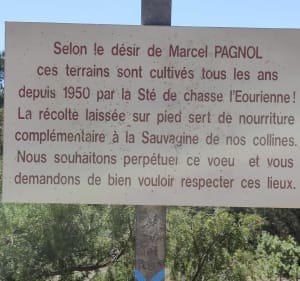 Selon le désir de Marcel PAGNOL
ces terrains sont cultivés tous les ans
depuis 1950 par la Sté de chasse l'Eourienne!
La récolte laissée sur pied sert de nourriture
complémentaire à la Sauvagine de nos collines.
Nous souhaitons perpétuer ce voeu et vous
demandons de bien vouloir respecter ces lieux.